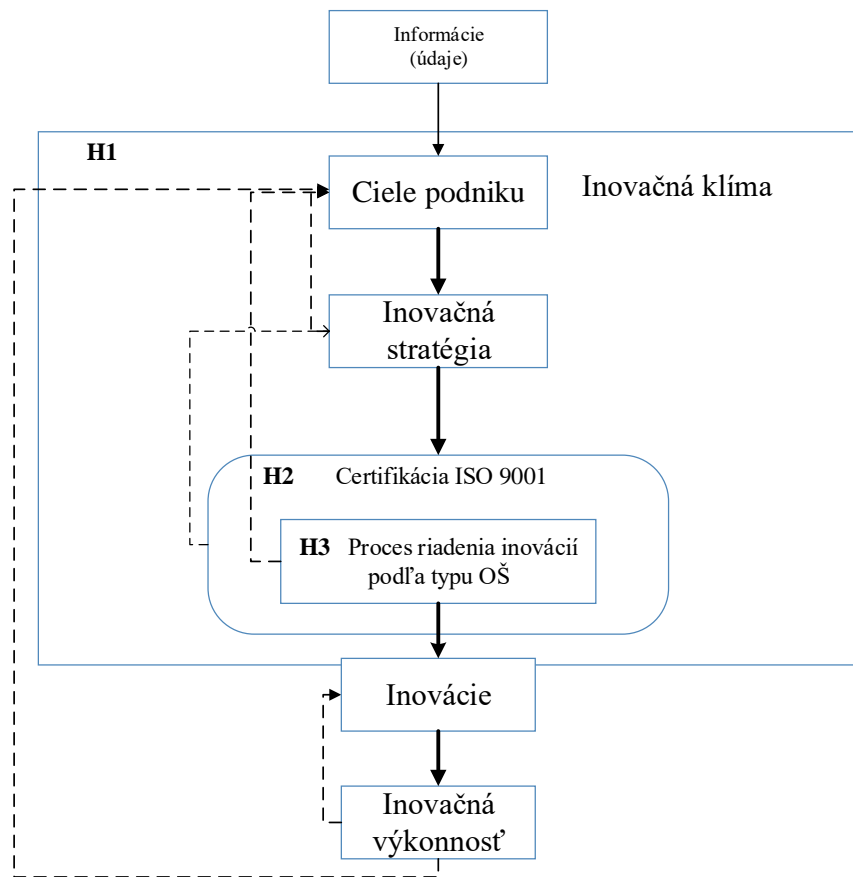 Informácie
(údaje)
H1
Ciele podniku
Inovačná klíma
Inovačná
stratégia
H2 Certifikácia ISO 9001
H3 Proces riadenia inovácií
podľa typu OŠ
Inovácie
Inovačná
výkonnosť